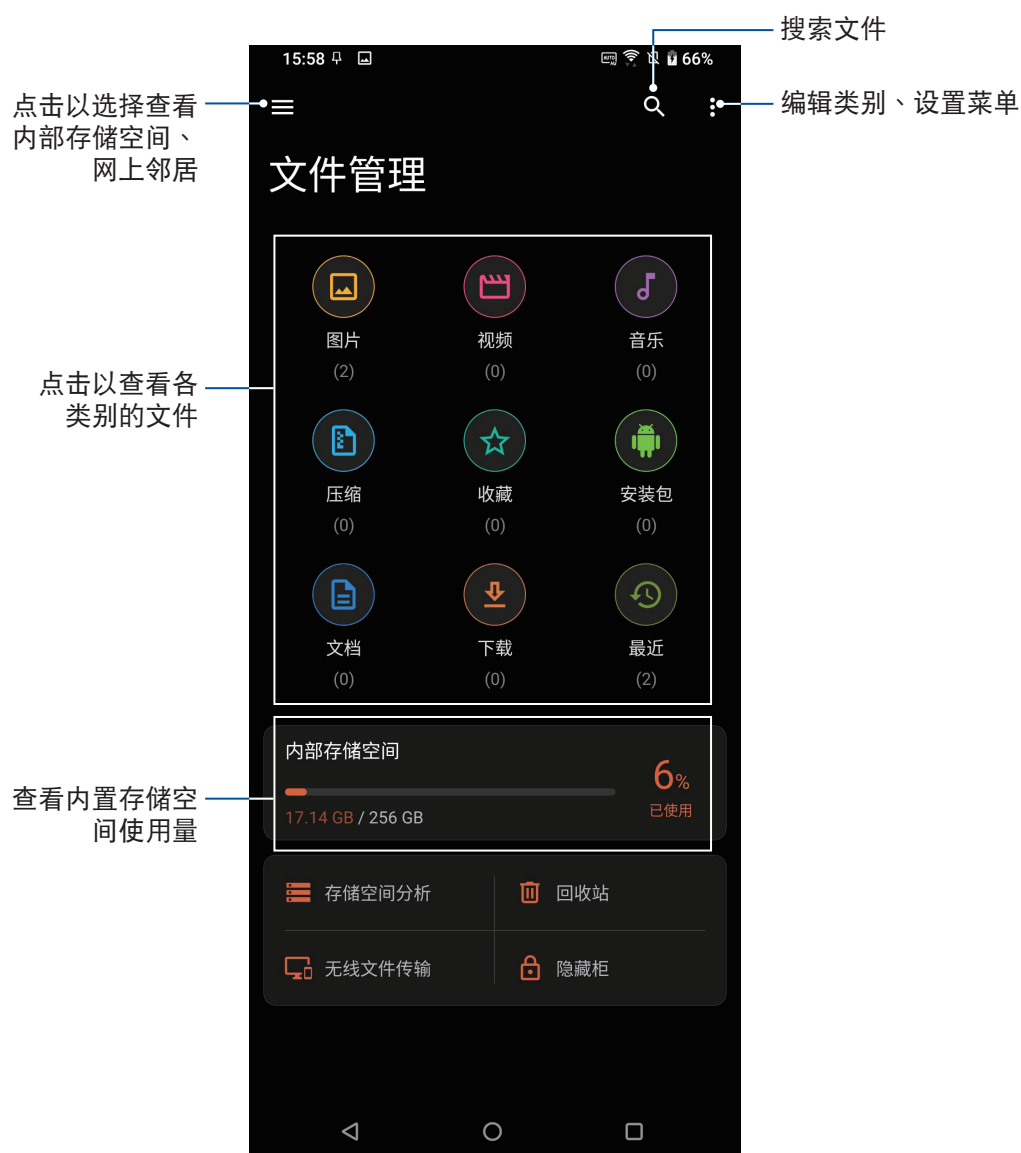 搜索文件
15:58
66%
点击以选择查看
内部存储空间、
网上邻居
编辑类别、设置菜单
文件管理
图片
视频
音乐
(2)
(0)
(0)
点击以查看各
类别的文件
压缩
收藏
安装包
(0)
(0)
(0)
文档
下载
最近
(0)
(0)
(2)
内部存储空间
6%
已使用
17.14 GB / 256 GB
查看内置存储空
间使用量
存储空间分析
回收站
无线文件传输
隐藏柜